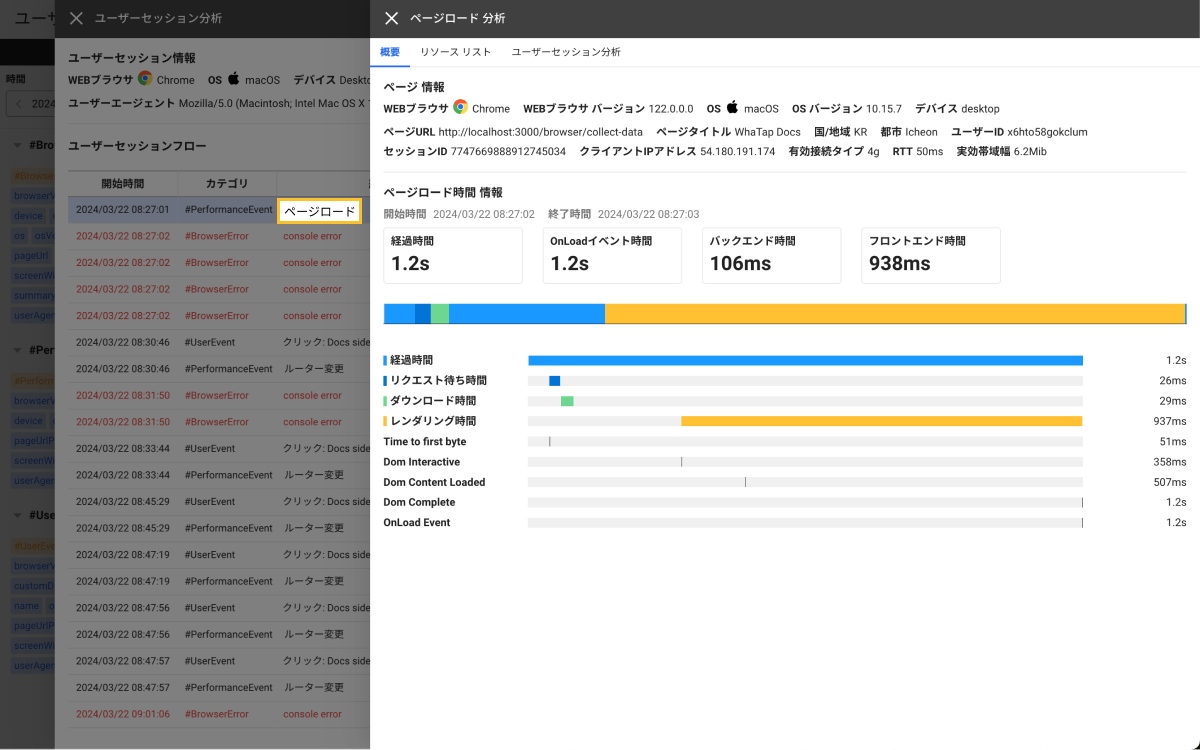 ユーザーセッション分析
ページロード 分析
概要 リソース リスト ユーザーセッション分析
時間
2024
#Bro
#Browse
browserV
device
os osVe
pageUrl
screenWi
summary
userAgen
#Per
#Perform
browserV
device
pageUrlP
screenWi
userAgen
#Use
#UserEve
browserV
customD
name
pageUrlP
screenWi
userAgen
ユーザーセッション情報
WEBブラウザ Chrome OS macOS デバイス Deskto
ユーザーエージェント Mozilla/5.0 (Macintosh; Intel Mac OS X 1
ユーザーセッションフロー
開始時間 カテゴリ
2024/03/22 08:27:01 #PerformanceEvent ページロード
2024/03/22 08:27:02 #BrowserError console error
2024/03/22 08:27:02 #BrowserError console error
2024/03/22 08:27:02 #BrowserError console error
2024/03/22 08:27:02 #BrowserError console error
2024/03/22 08:30:46 #UserEvent クリック: Docs side
2024/03/22 08:30:46 #PerformanceEvent ルーター変更
2024/03/22 08:31:50 #BrowserError console error
2024/03/22 08:31:50 #BrowserError console error
2024/03/22 08:33:44 #UserEvent クリック: Docs side
2024/03/22 08:33:44 #PerformanceEvent ルーター変更
2024/03/22 08:45:29 #UserEvent クリック: Docs side
2024/03/22 08:45:29 #PerformanceEvent ルーター変更
2024/03/22 08:47:19 #UserEvent クリック: Docs side
2024/03/22 08:47:19 #PerformanceEvent ルーター変更
2024/03/22 08:47:56 #UserEvent クリック: Docs side
2024/03/22 08:47:56 #PerformanceEvent ルーター変更
2024/03/22 08:47:57 #UserEvent クリック: Docs side
2024/03/22 08:47:57 #PerformanceEvent ルーター変更
2024/03/22 09:01:06 #BrowserError console error
ページ 情報
WEBブラウザ Chrome WEBブラウザ バージョン 122.0.0.0 OS macOS OS バージョン 10.15.7 デバイス desktop
ページURL http://localhost:3000/browser/collect-data ページタイトル WhaTap Docs 国/地域 KR 都市 Icheon ユーザーID x6hto58gokclum
セッションID 7747669888912745034 クライアントIPアドレス 54.180.191.174 有効接続タイプ 4g RTT 50ms 実効帯域幅 6.2Mib
ページロード時間 情報
開始時間 2024/03/22 08:27:02 終了時間 2024/03/22 08:27:03
経過時間 OnLoadイベント時間 バックエンド時間 フロントエンド時間
1.2s 1.2s 106ms 938ms
経過時間 1.2s
リクエスト待ち時間 26ms
ダウンロード時間 29ms
レンダリング時間 937ms
Time to first byte 51ms
Dom Interactive 358ms
Dom Content Loaded 507ms
Dom Complete 1.2s
OnLoad Event 1.2s